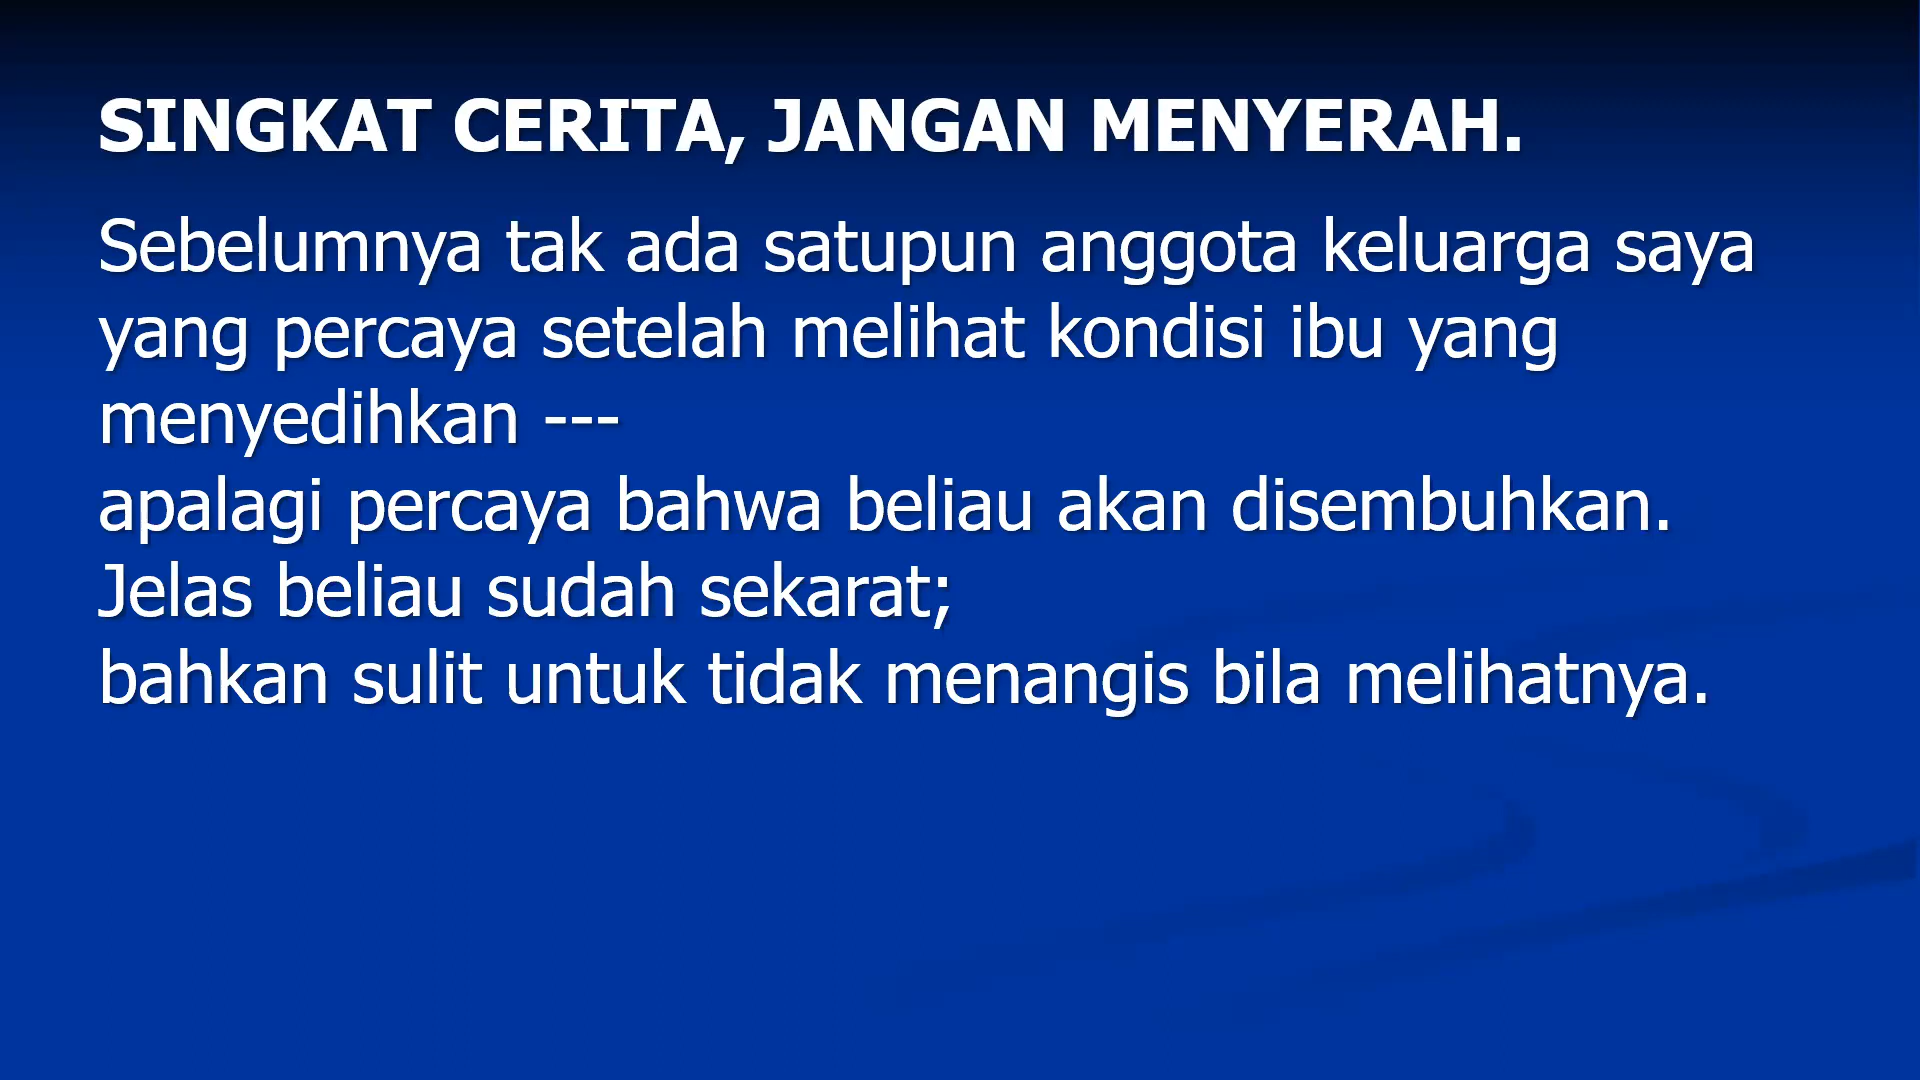 SINGKAT CERITA, JANGAN MENYERAH.
Sebelumnya tak ada satupun anggota keluarga saya
yang percaya setelah melihat kondisi ibu yang
menyedihkan ---
apalagi percaya bahwa beliau akan disembuhkan.
Jelas beliau sudah sekarat;
bahkan sulit untuk tidak menangis bila melihatnya.